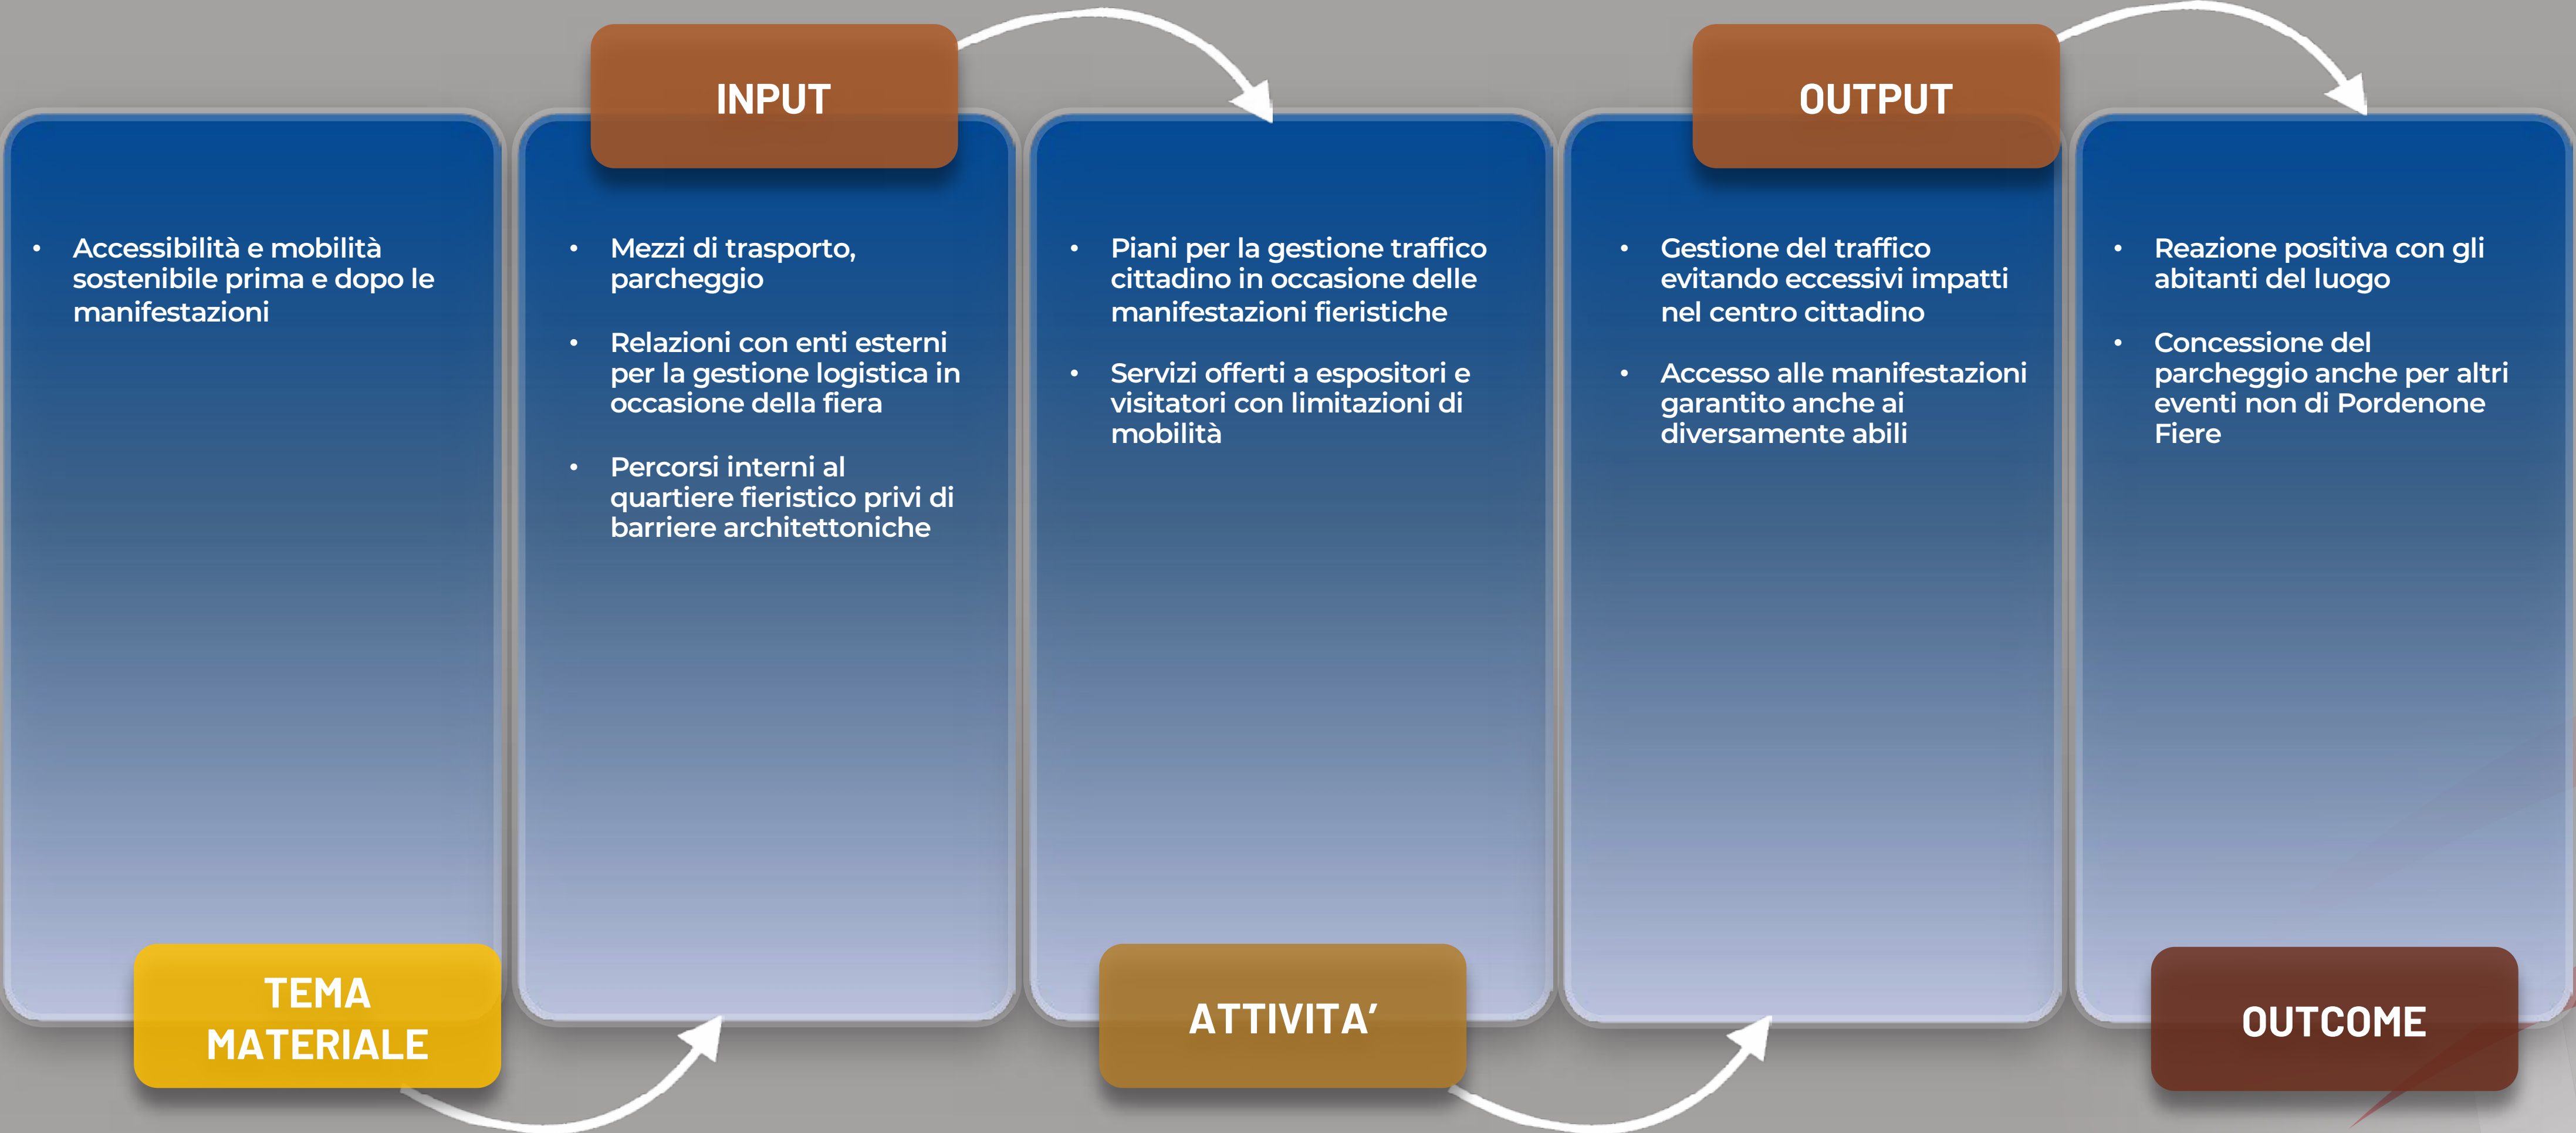 INPUT
OUTPUT
• Accessibilità e mobilità
sostenibile prima e dopo le
manifestazioni
• Mezzi di trasporto,
parcheggio
• Relazioni con enti esterni
per la gestione logistica in
occasione della fiera
• Percorsi interni al
quartiere fieristico privi di
barriere architettoniche
• Piani per la gestione traffico
cittadino in occasione delle
manifestazioni fieristiche
• Servizi offerti a espositori e
visitatori con limitazioni di
mobilità
• Gestione del traffico
evitando eccessivi impatti
nel centro cittadino
• Accesso alle manifestazioni
garantito anche ai
diversamente abili
• Reazione positiva con gli
abitanti del luogo
• Concessione del
parcheggio anche per altri
eventi non di Pordenone
Fiere
TEMA
MATERIALE
ATTIVITA’
OUTCOME